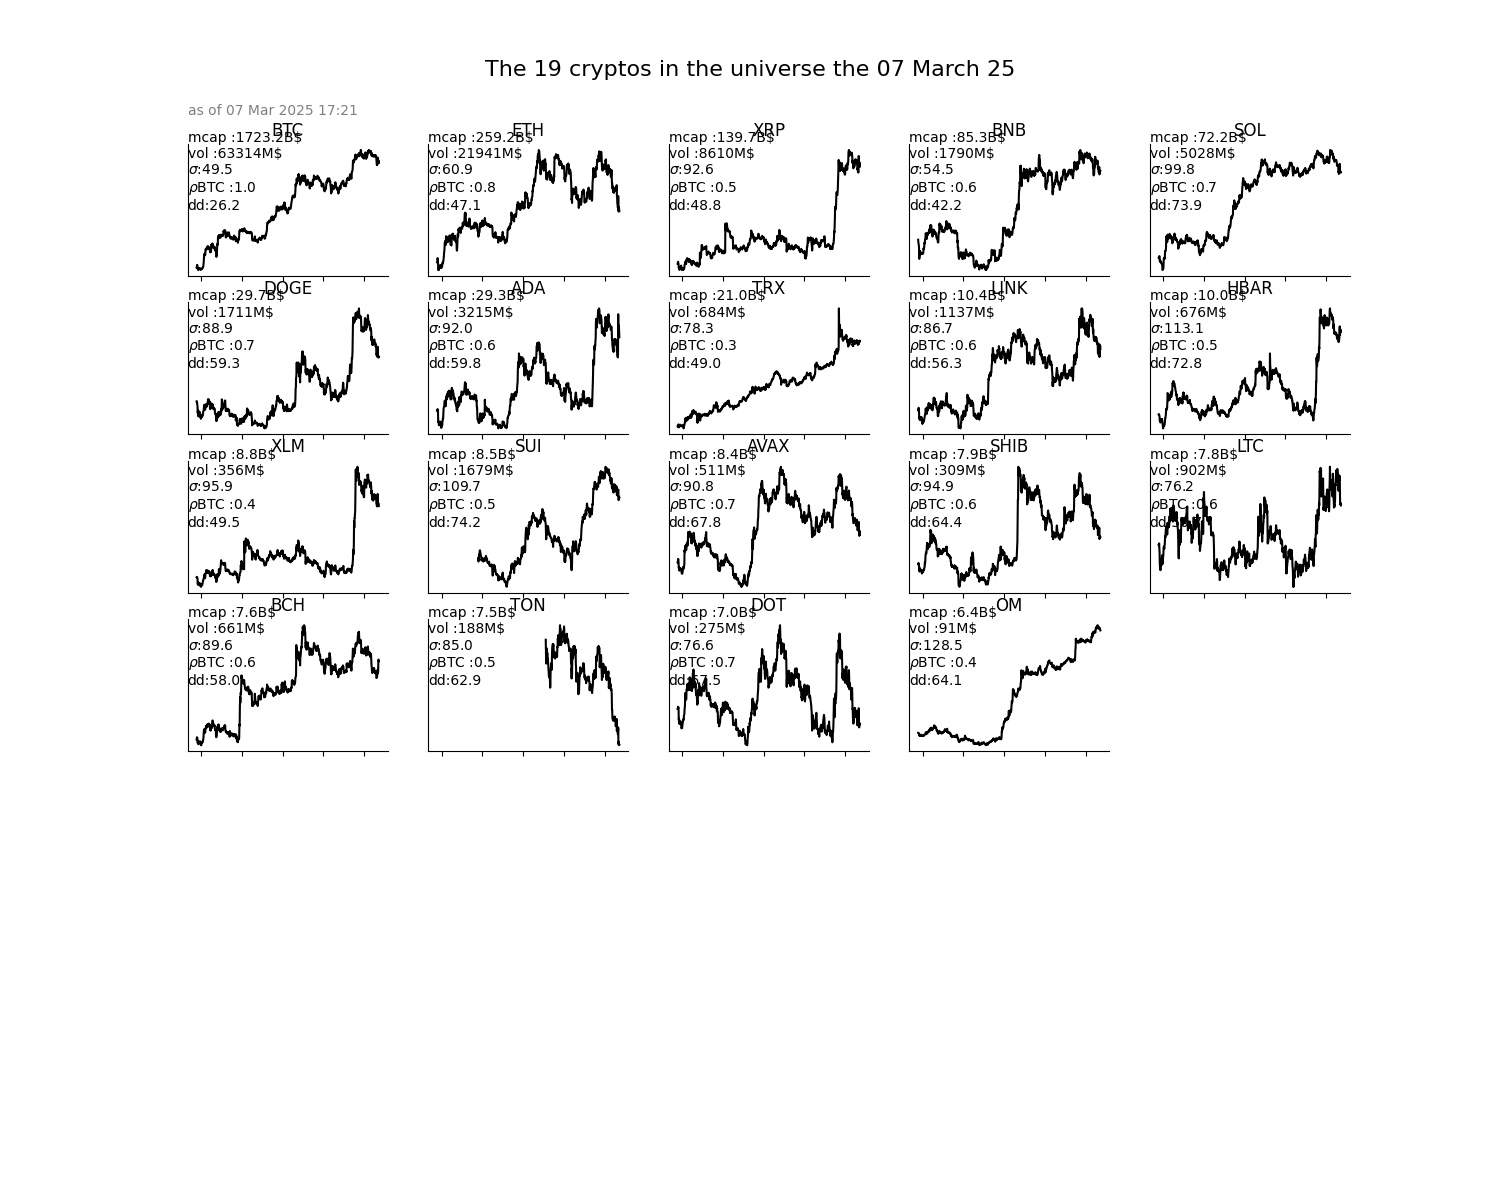 The 19 cryptos in the universe the 07 March 25
as of 07 Mar 2025 17:21
BTC
mcap :1723.2B$
vol :63314M$
σ:49.5
ρBTC :1.0
dd:26.2
ETH
mcap :259.2B$
vol :21941M$
σ:60.9
ρBTC :0.8
dd:47.1
XRP
mcap :139.7B$
vol :8610M$
σ:92.6
ρBTC :0.5
dd:48.8
BNB
mcap :85.3B$
vol :1790M$
σ:54.5
ρBTC :0.6
dd:42.2
SOL
mcap :72.2B$
vol :5028M$
σ:99.8
ρBTC :0.7
dd:73.9
DOGE
mcap :29.7B$
vol :1711M$
σ:88.9
ρBTC :0.7
dd:59.3
ADA
mcap :29.3B$
vol :3215M$
σ:92.0
ρBTC :0.6
dd:59.8
TRX
mcap :21.0B$
vol :684M$
σ:78.3
ρBTC :0.3
dd:49.0
LINK
mcap :10.4B$
vol :1137M$
σ:86.7
ρBTC :0.6
dd:56.3
HBAR
mcap :10.0B$
vol :676M$
σ:113.1
ρBTC :0.5
dd:72.8
XLM
mcap :8.8B$
vol :356M$
σ:95.9
ρBTC :0.4
dd:49.5
SUI
mcap :8.5B$
vol :1679M$
σ:109.7
ρBTC :0.5
dd:74.2
AVAX
mcap :8.4B$
vol :511M$
σ:90.8
ρBTC :0.7
dd:67.8
SHIB
mcap :7.9B$
vol :309M$
σ:94.9
ρBTC :0.6
dd:64.4
LTC
mcap :7.8B$
vol :902M$
σ:76.2
ρBTC :0.6
BCH
mcap :7.6B$
vol :661M$
σ:89.6
ρBTC :0.6
dd:58.0
TON
mcap :7.5B$
vol :188M$
σ:85.0
ρBTC :0.5
dd:62.9
DOT
mcap :7.0B$
vol :275M$
σ:76.6
ρBTC :0.7
dd:67.5
OM
mcap :6.4B$
vol :91M$
σ:128.5
ρBTC :0.4
dd:64.1